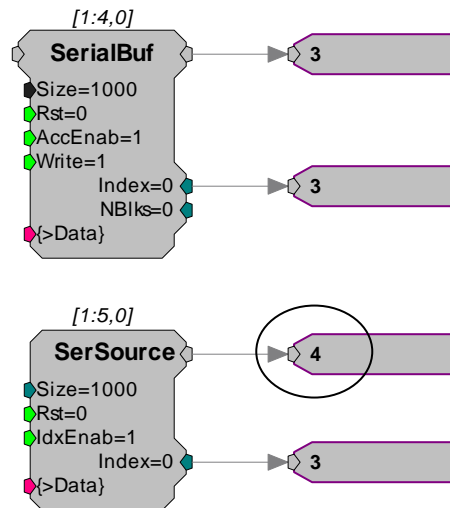 [1:4,0]
SerialBuf 3
Size=1000
Rst=0
AccEnab=1
Write=1
Index=0 3
NBlks=0
{>Data}
[1:5,0]
SerSource 4
Size=1000
Rst=0
IdxEnab=1
Index=0 3
{>Data}